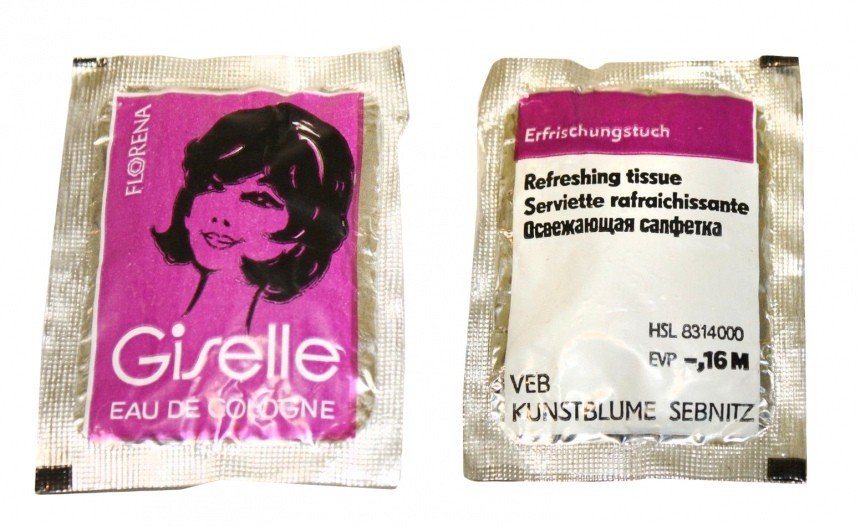 FLORENA
Giselle
EAU DE COLOGNE
Erfrischungstuch
Refreshing tissue
Serviette rafraichissante
Освежающая салфетка
HSL 8314000
EVP -,16 M
VEB
KUNSTBLUME SEBNITZ